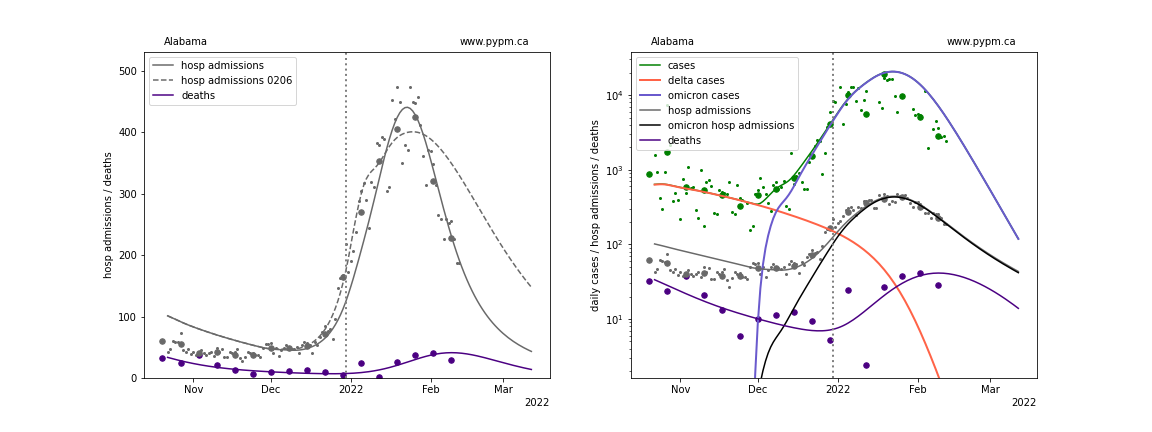 Alabama
www.pypm.ca
hosp admissions
hosp admissions 0206
deaths
500
400
300
200
100
0
hosp admissions / deaths
Nov
Dec
2022
Feb
Mar
2022
Alabama
www.pypm.ca
cases
delta cases
omicron cases
hosp admissions
omicron hosp admissions
deaths
10⁴
10³
10²
10¹
daily cases / hosp admissions / deaths
Nov
Dec
2022
Feb
Mar
2022